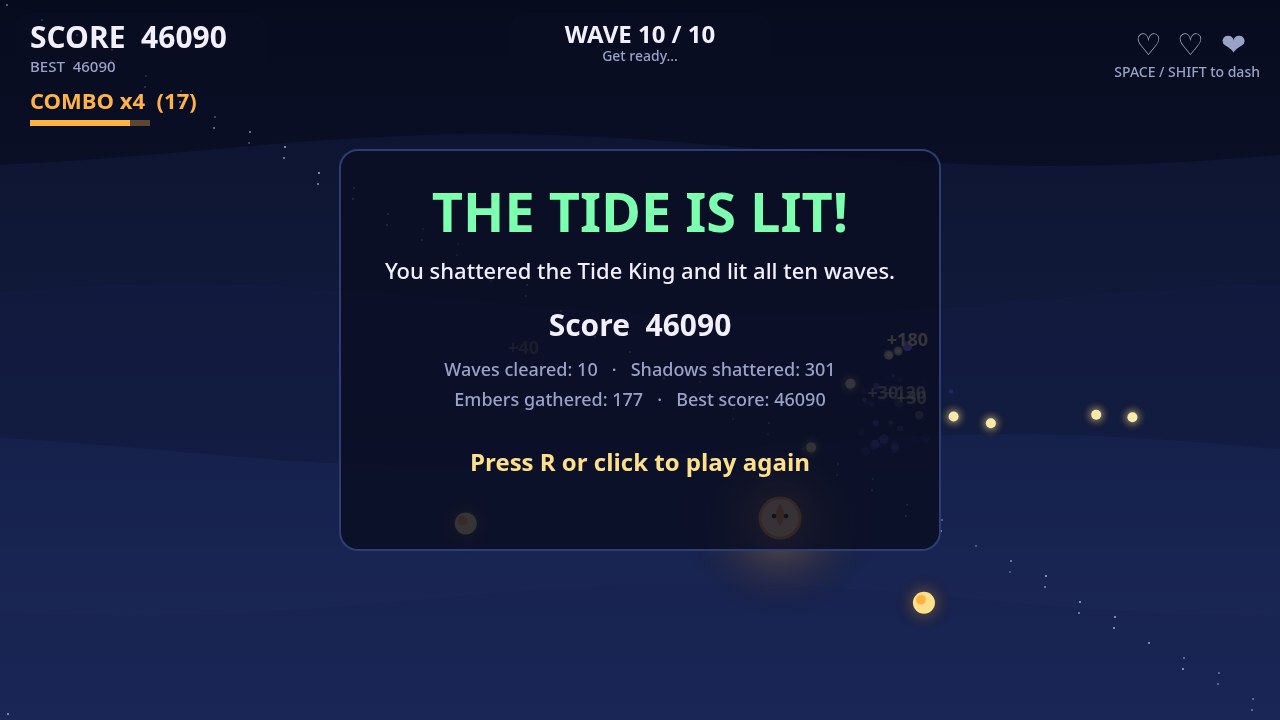 SCORE 46090
BEST 46090
COMBO x4 (17)
WAVE 10 / 10
Get ready...
SPACE / SHIFT to dash
THE TIDE IS LIT!
You shattered the Tide King and lit all ten waves.
Score 46090
+40
+180
Waves cleared: 10 · Shadows shattered: 301
Embers gathered: 177 · Best score: 46090
Press R or click to play again